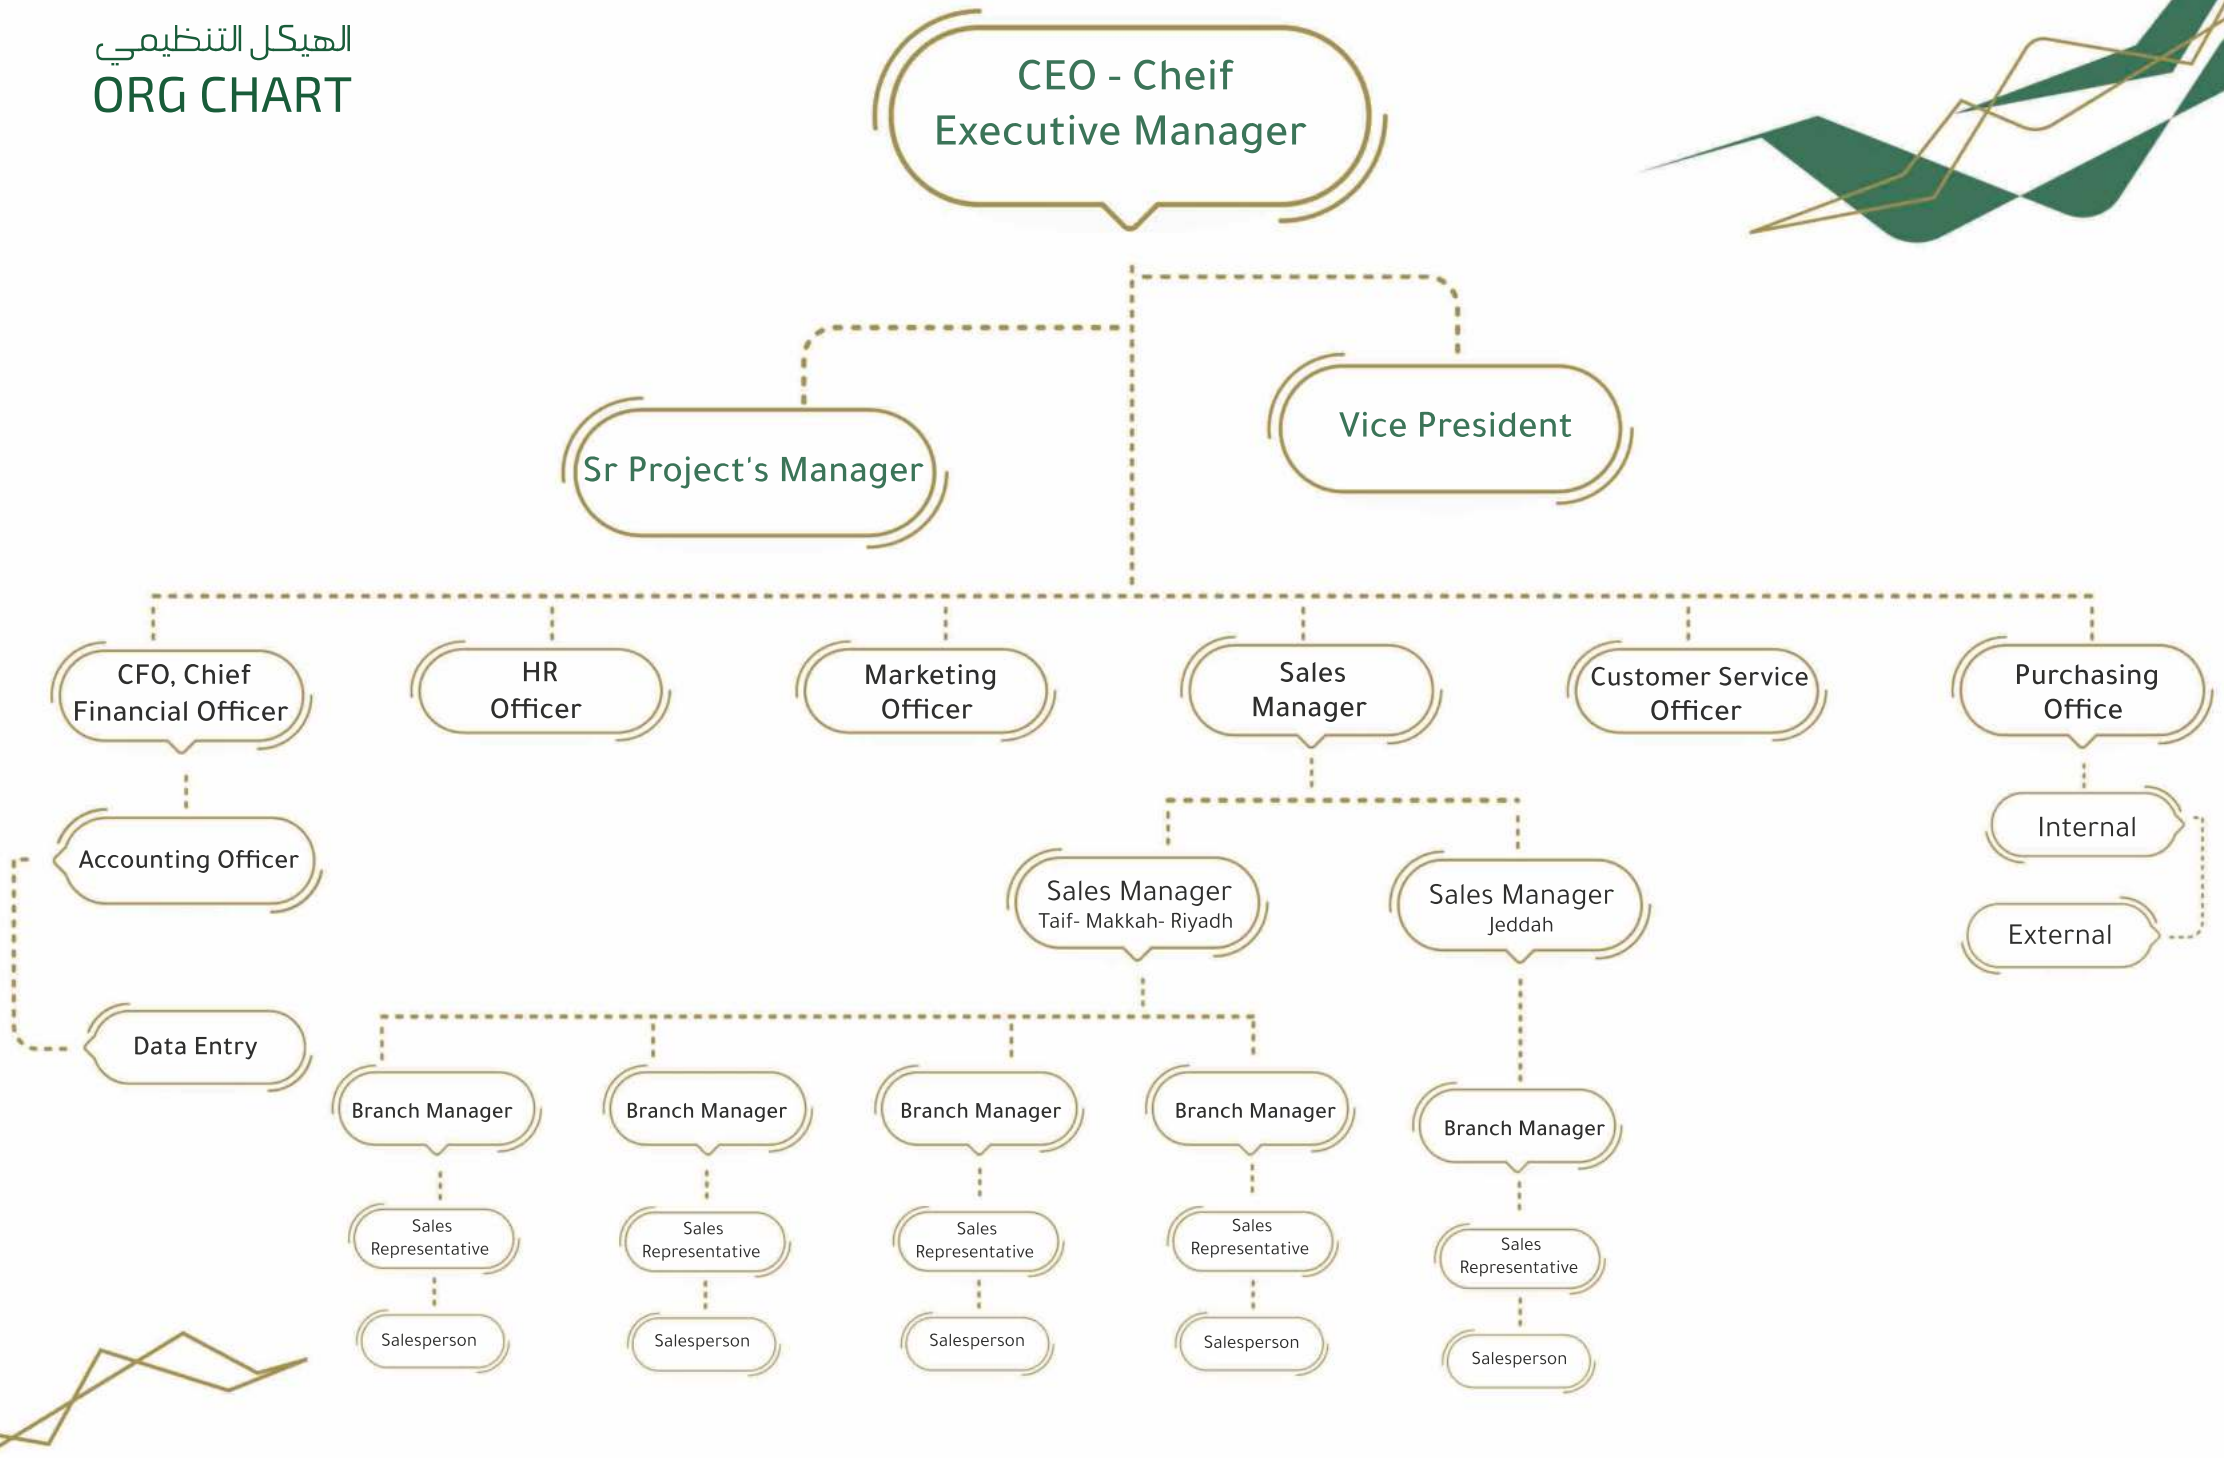 الهيكل التنظيمي
ORG CHART
CEO - Cheif
Executive Manager
Vice President
Sr Project's Manager
CFO, Chief
Financial Officer
HR
Officer
Marketing
Officer
Sales
Manager
Customer Service
Officer
Purchasing
Office
Accounting Officer
Internal
External
Sales Manager
Taif- Makkah- Riyadh
Sales Manager
Jeddah
Data Entry
Branch Manager
Branch Manager
Branch Manager
Branch Manager
Branch Manager
Sales
Representative
Sales
Representative
Sales
Representative
Sales
Representative
Sales
Representative
Salesperson
Salesperson
Salesperson
Salesperson
Salesperson